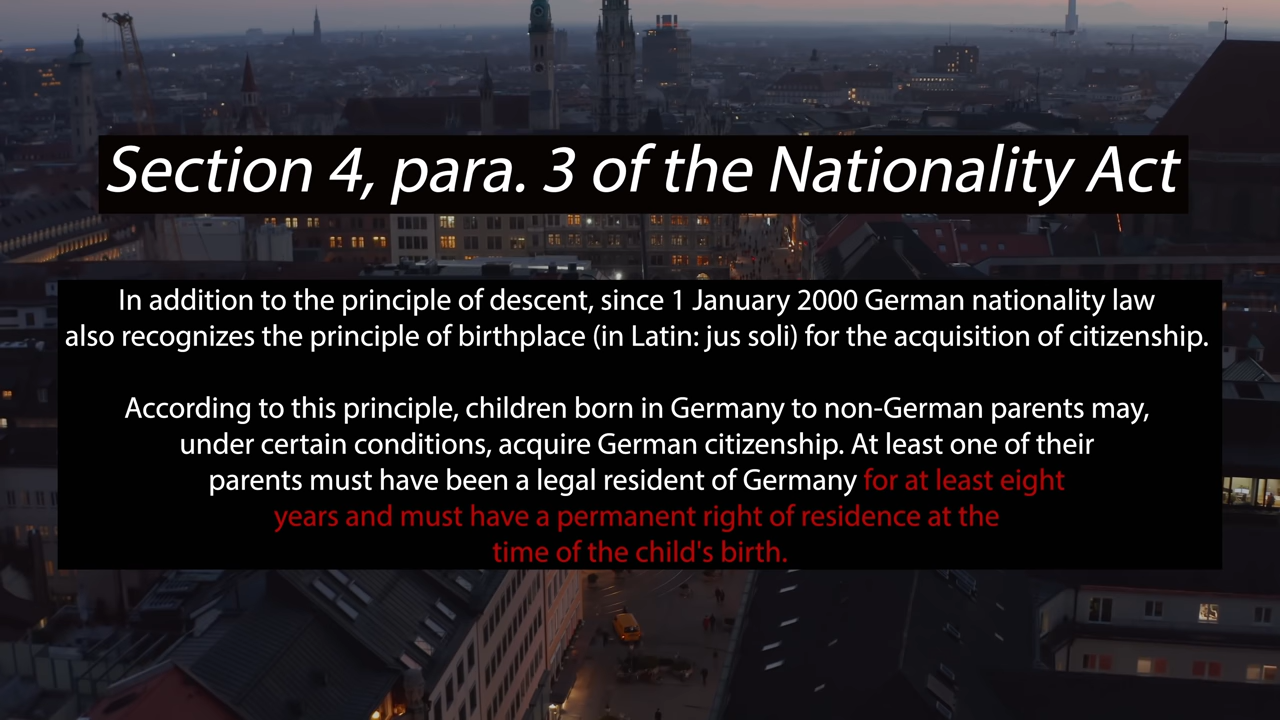 Section 4, para. 3 of the Nationality Act
In addition to the principle of descent, since 1 January 2000 German nationality law
also recognizes the principle of birthplace (in Latin: jus soli) for the acquisition of citizenship.
According to this principle, children born in Germany to non-German parents may,
under certain conditions, acquire German citizenship. At least one of their
parents must have been a legal resident of Germany for at least eight
years and must have a permanent right of residence at the
time of the child's birth.